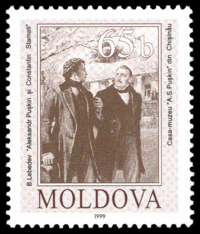 65b
B.Lebedev "Aleksandr Pușkin și Constantin Stamati"
Casa-muzeu "A.S.Pușkin" din Chișinău
MOLDOVA
1999